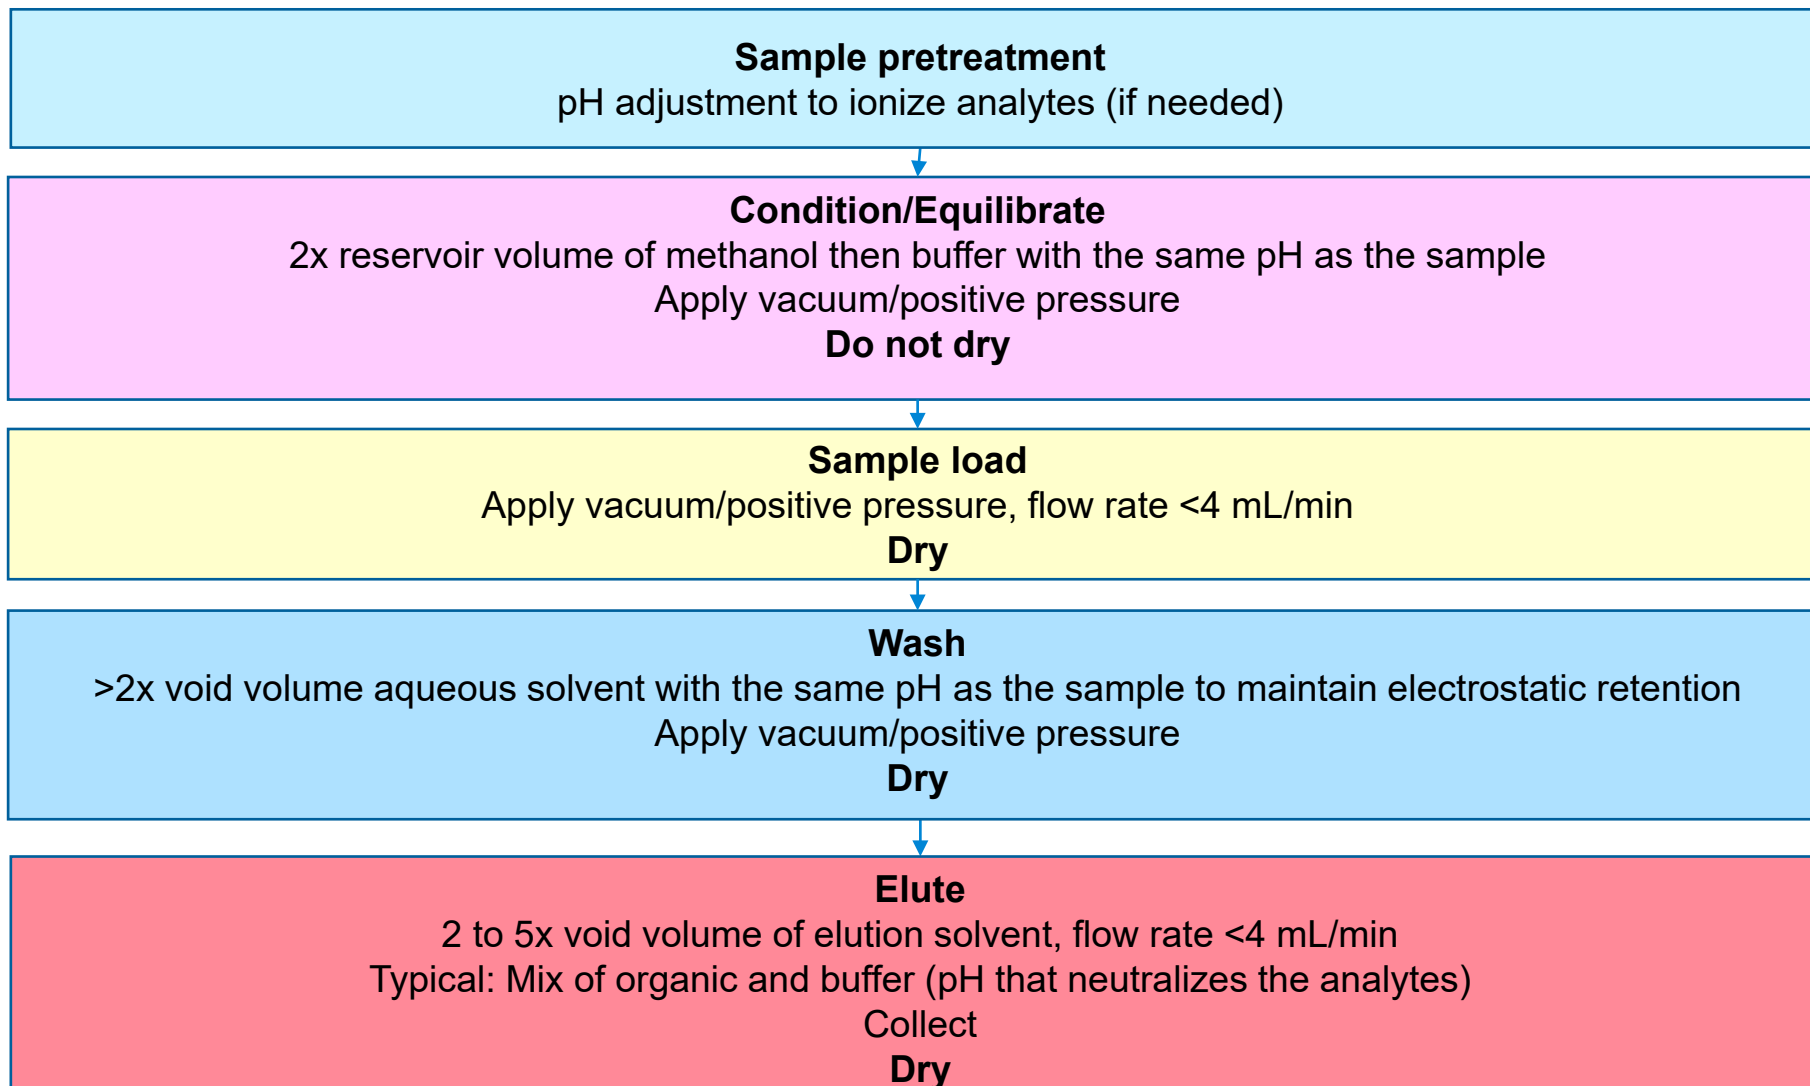 Sample pretreatment
pH adjustment to ionize analytes (if needed)
Condition/Equilibrate
2x reservoir volume of methanol then buffer with the same pH as the sample
Apply vacuum/positive pressure
Do not dry
Sample load
Apply vacuum/positive pressure, flow rate <4 mL/min
Dry
Wash
>2x void volume aqueous solvent with the same pH as the sample to maintain electrostatic retention
Apply vacuum/positive pressure
Dry
Elute
2 to 5x void volume of elution solvent, flow rate <4 mL/min
Typical: Mix of organic and buffer (pH that neutralizes the analytes)
Collect
Dry